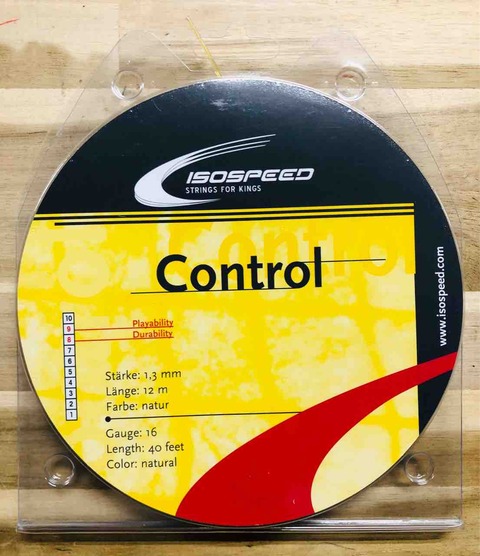 ISOSPEED
STRINGS FOR KINGS
Control
Control
www.isospeed.com
10
9
8
7
6
5
4
3
2
1
Playability
Durability
Stärke: 1,3 mm
Länge: 12 m
Farbe: natur
Gauge: 16
Length: 40 feet
Color: natural